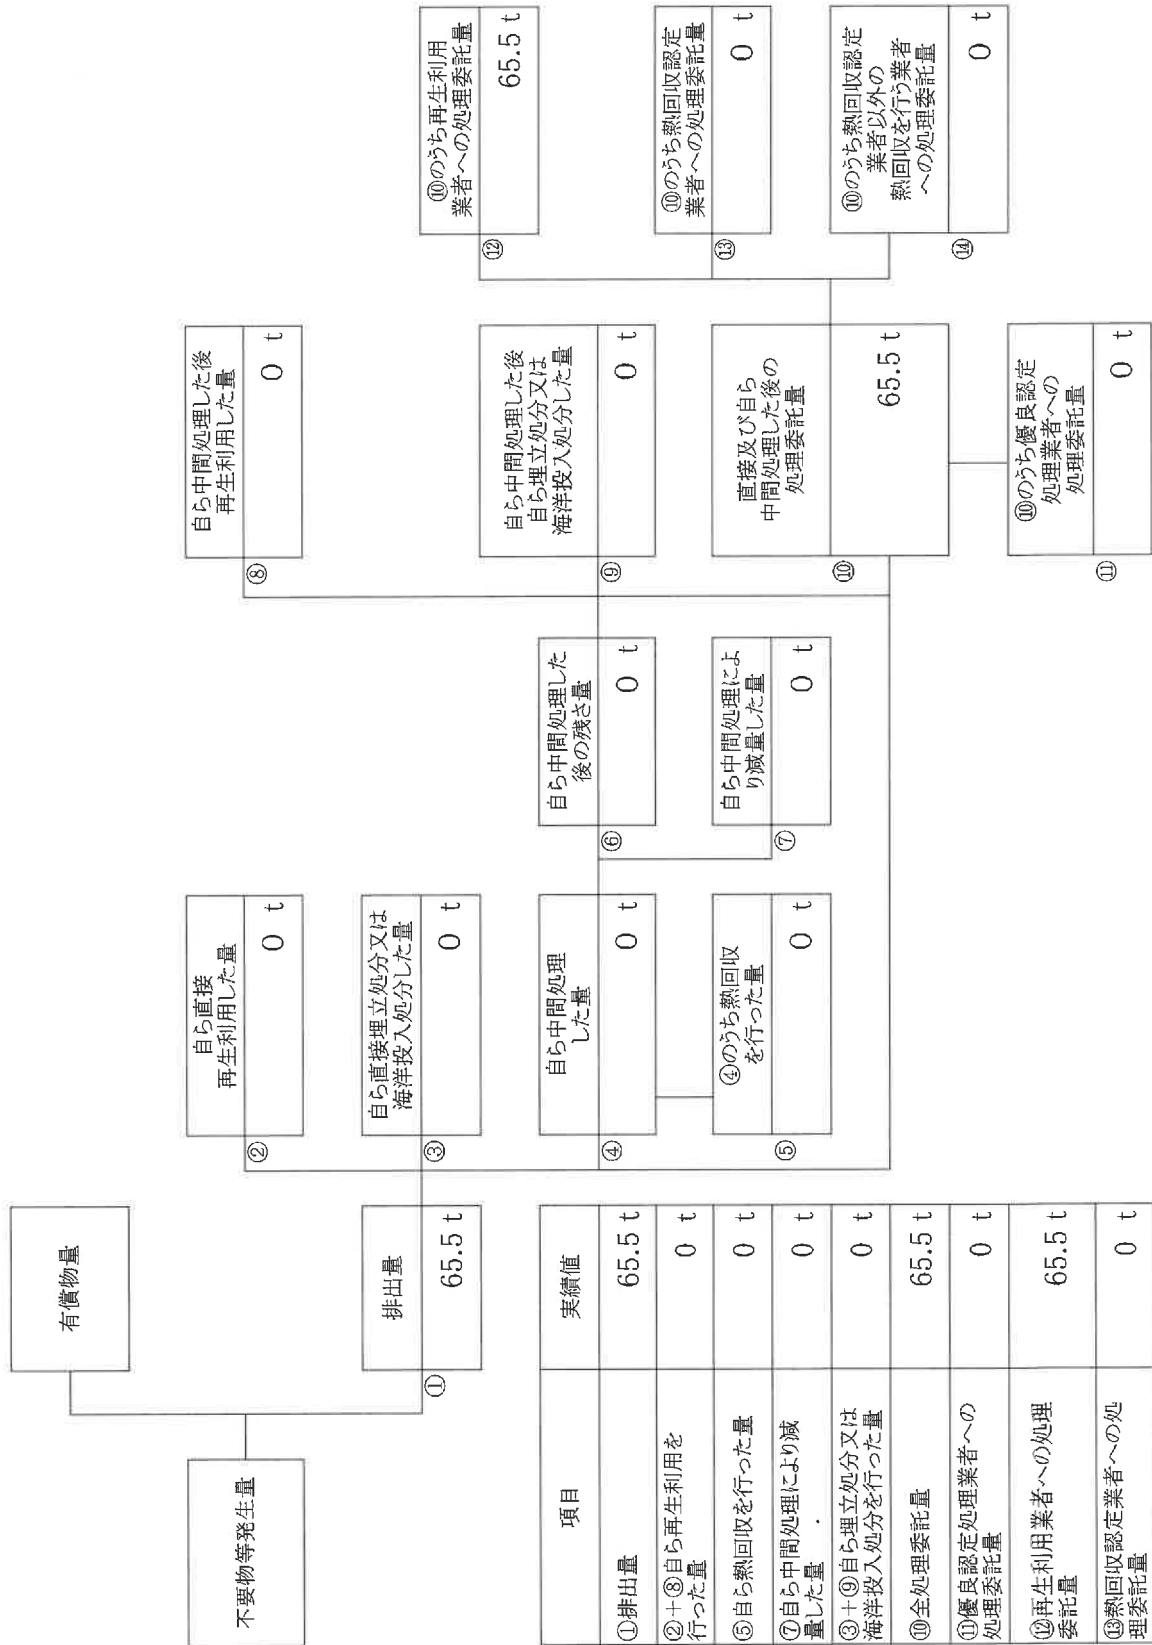 不要物等発生量
有償物量
排出量
①
65.5 t
自ら直接
再生利用した量
②
0 t
自ら直接埋立処分又は
海洋投入処分した量
③
0 t
自ら中間処理
した量
④
0 t
④のうち熱回収
を行った量
⑤
0 t
自ら中間処理した
後の残さ量
⑥
0 t
自ら中間処理によ
り減量した量
⑦
0 t
自ら中間処理した後
再生利用した量
⑧
0 t
自ら中間処理した後
自ら埋立処分又は
海洋投入処分した量
⑨
0 t
直接及び自ら
中間処理した後の
処理委託量
⑩
65.5 t
⑩のうち優良認定
処理業者への
処理委託量
⑪
0 t
⑩のうち再生利用
業者への処理委託量
⑫
65.5 t
⑩のうち熱回収認定
業者への処理委託量
⑬
0 t
⑩のうち熱回収認定
業者以外の
熱回収を行う業者
への処理委託量
⑭
0 t
項目 実績値
①排出量 65.5 t
②+⑧自ら再生利用を
行った量 0 t
⑤自ら熱回収を行った量 0 t
⑦自ら中間処理により減
量した量 0 t
③+⑨自ら埋立処分又は
海洋投入処分を行った量 0 t
⑩全処理委託量 65.5 t
⑪優良認定処理業者への
処理委託量 0 t
⑫再生利用業者への処理
委託量 65.5 t
⑬熱回収認定業者への処
理委託量 0 t